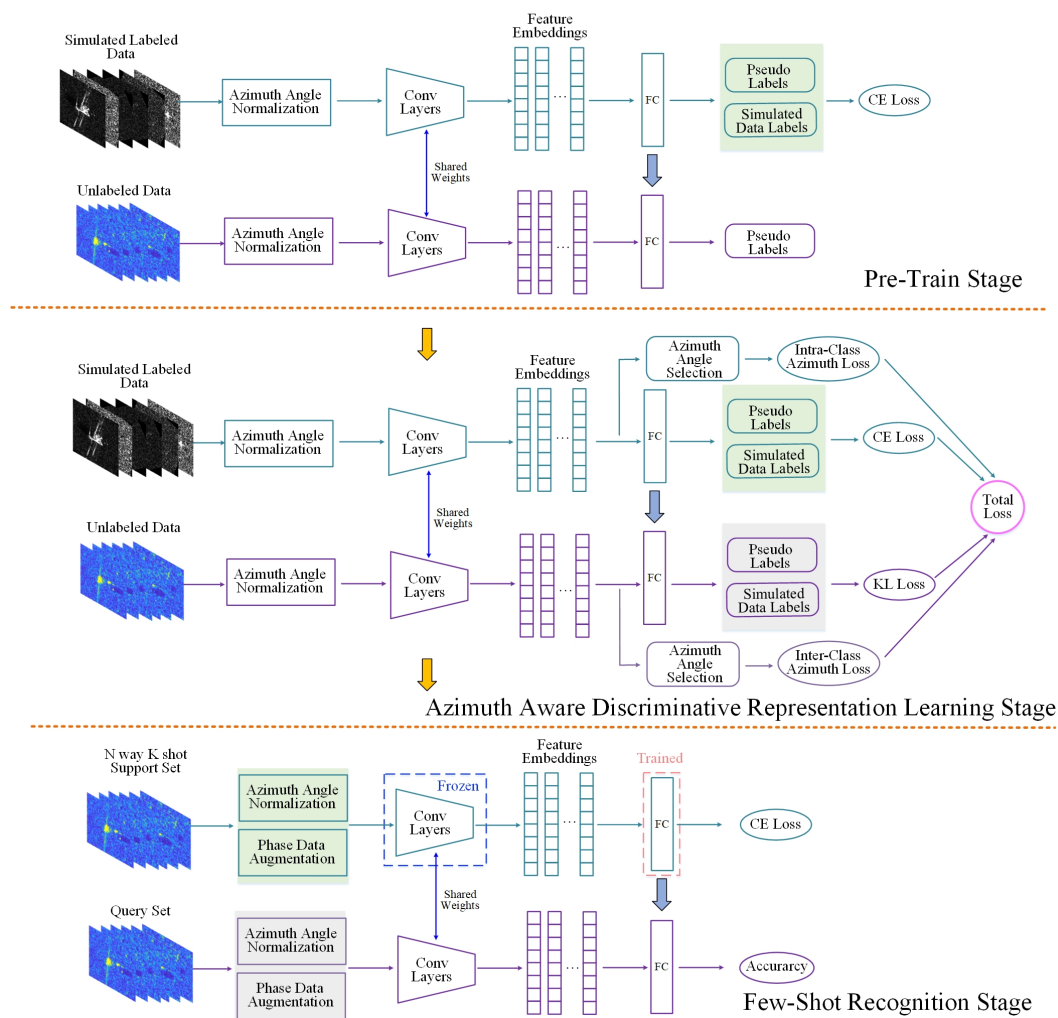 Simulated Labeled
Data
Azimuth Angle
Normalization
Conv
Layers
Feature
Embeddings
...
FC
Pseudo
Labels
Simulated
Data Labels
CE Loss
Shared
Weights
Unlabeled Data
Azimuth Angle
Normalization
Conv
Layers
...
FC
Pseudo
Labels
Pre-Train Stage
Simulated Labeled
Data
Azimuth Angle
Normalization
Conv
Layers
Feature
Embeddings
...
Azimuth
Angle
Selection
Intra-Class
Azimuth Loss
FC
Pseudo
Labels
Simulated
Data Labels
CE Loss
Total
Loss
Shared
Weights
Unlabeled Data
Azimuth Angle
Normalization
Conv
Layers
...
FC
Pseudo
Labels
Simulated
Data Labels
KL Loss
Azimuth
Angle
Selection
Inter-Class
Azimuth Loss
Azimuth Aware Discriminative Representation Learning Stage
N way K shot
Support Set
Azimuth Angle
Normalization
Phase Data
Augmentation
Frozen
Conv
Layers
Feature
Embeddings
...
Trained
FC
CE Loss
Shared
Weights
Query Set
Azimuth Angle
Normalization
Phase Data
Augmentation
Conv
Layers
...
FC
Accurarcy
Few-Shot Recognition Stage